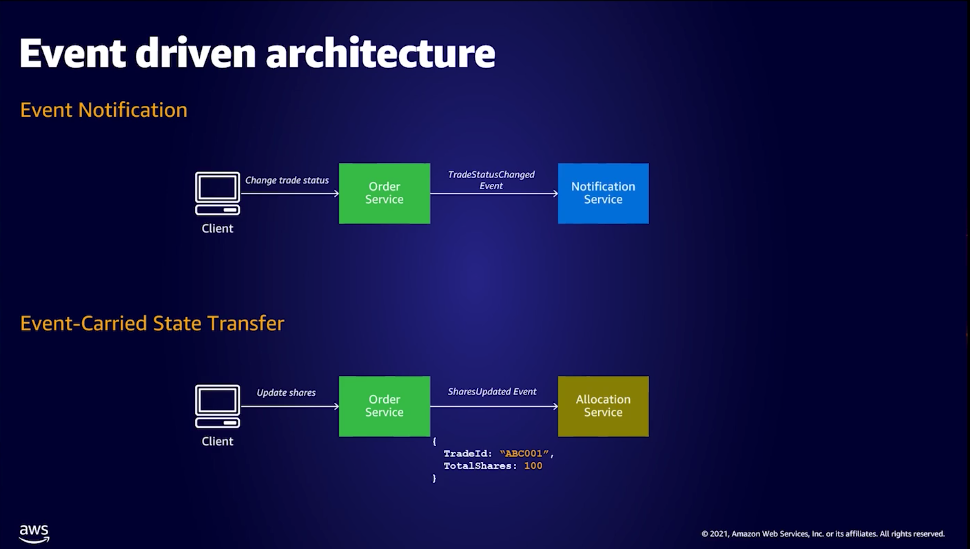 Event driven architecture
Event Notification
Change trade status
Order
Service
TradeStatusChanged
Event
Notification
Service
Client
Event-Carried State Transfer
Update shares
Order
Service
SharesUpdated Event
Allocation
Service
Client
{
TradeId: “ABC001”,
TotalShares: 100
}
aws
© 2021, Amazon Web Services, Inc. or its affiliates. All rights reserved.